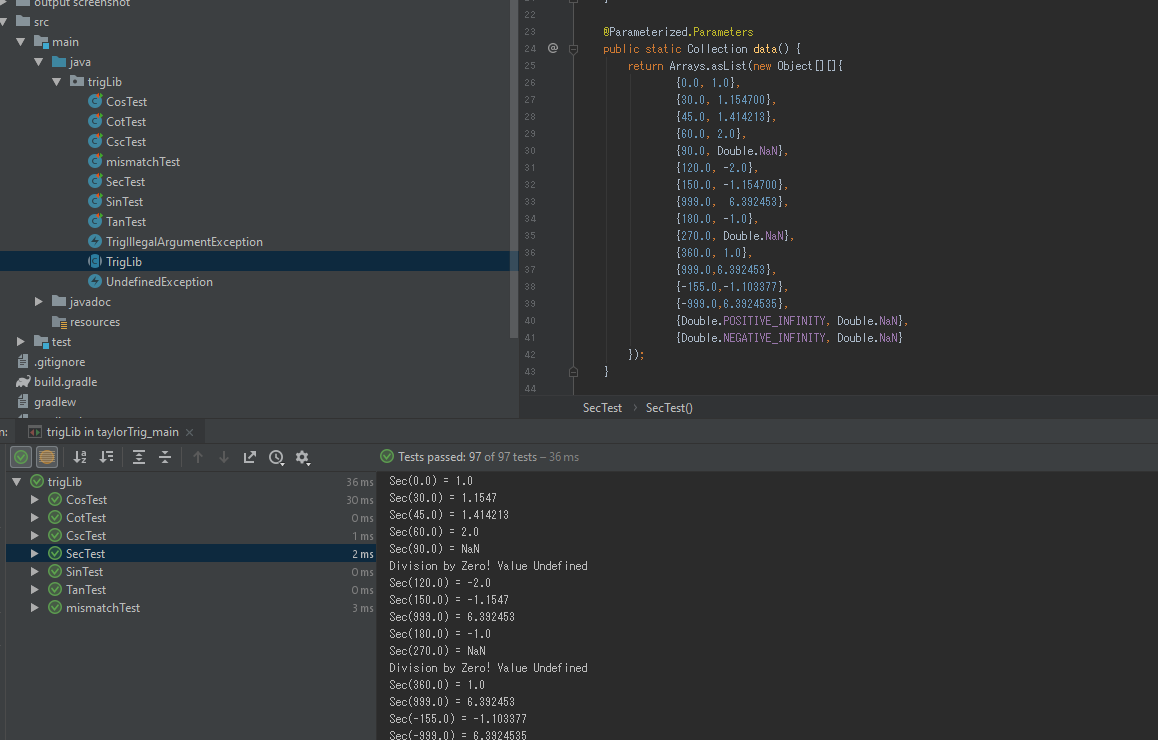 output screenshot
src
main
java
trigLib
CosTest
CotTest
CscTest
mismatchTest
SecTest
SinTest
TanTest
TrigIllegalArgumentException
TrigLib
UndefinedException
javadoc
resources
test
.gitignore
build.gradle
gradlew
22
23 @Parameterized.Parameters
24 @ public static Collection data() {
25 return Arrays.asList(new Object[][]{
26 {0.0, 1.0},
27 {30.0, 1.154700},
28 {45.0, 1.414213},
29 {60.0, 2.0},
30 {90.0, Double.NaN},
31 {120.0, -2.0},
32 {150.0, -1.154700},
33 {999.0, 6.392453},
34 {180.0, -1.0},
35 {270.0, Double.NaN},
36 {360.0, 1.0},
37 {999.0,6.392453},
38 {-155.0,-1.103377},
39 {-999.0,6.3924535},
40 {Double.POSITIVE_INFINITY, Double.NaN},
41 {Double.NEGATIVE_INFINITY, Double.NaN}
42 });
43 }
44
SecTest › SecTest()
n: trigLib in taylorTrig_main ×
Tests passed: 97 of 97 tests – 36 ms
trigLib 36 ms
CosTest 30 ms
CotTest 0 ms
CscTest 1 ms
SecTest 2 ms
SinTest 0 ms
TanTest 0 ms
mismatchTest 3 ms
Sec(0.0) = 1.0
Sec(30.0) = 1.1547
Sec(45.0) = 1.414213
Sec(60.0) = 2.0
Sec(90.0) = NaN
Division by Zero! Value Undefined
Sec(120.0) = -2.0
Sec(150.0) = -1.1547
Sec(999.0) = 6.392453
Sec(180.0) = -1.0
Sec(270.0) = NaN
Division by Zero! Value Undefined
Sec(360.0) = 1.0
Sec(999.0) = 6.392453
Sec(-155.0) = -1.103377
Sec(-999.0) = 6.3924535